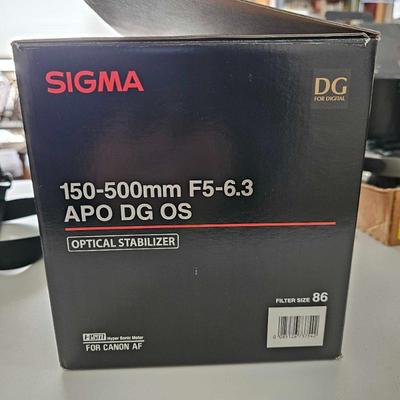 SIGMA
DG
FOR DIGITAL
150-500mm F5-6.3
APO DG OS
OPTICAL STABILIZER
FILTER SIZE 86
HSM Hyper Sonic Motor
FOR CANON AF